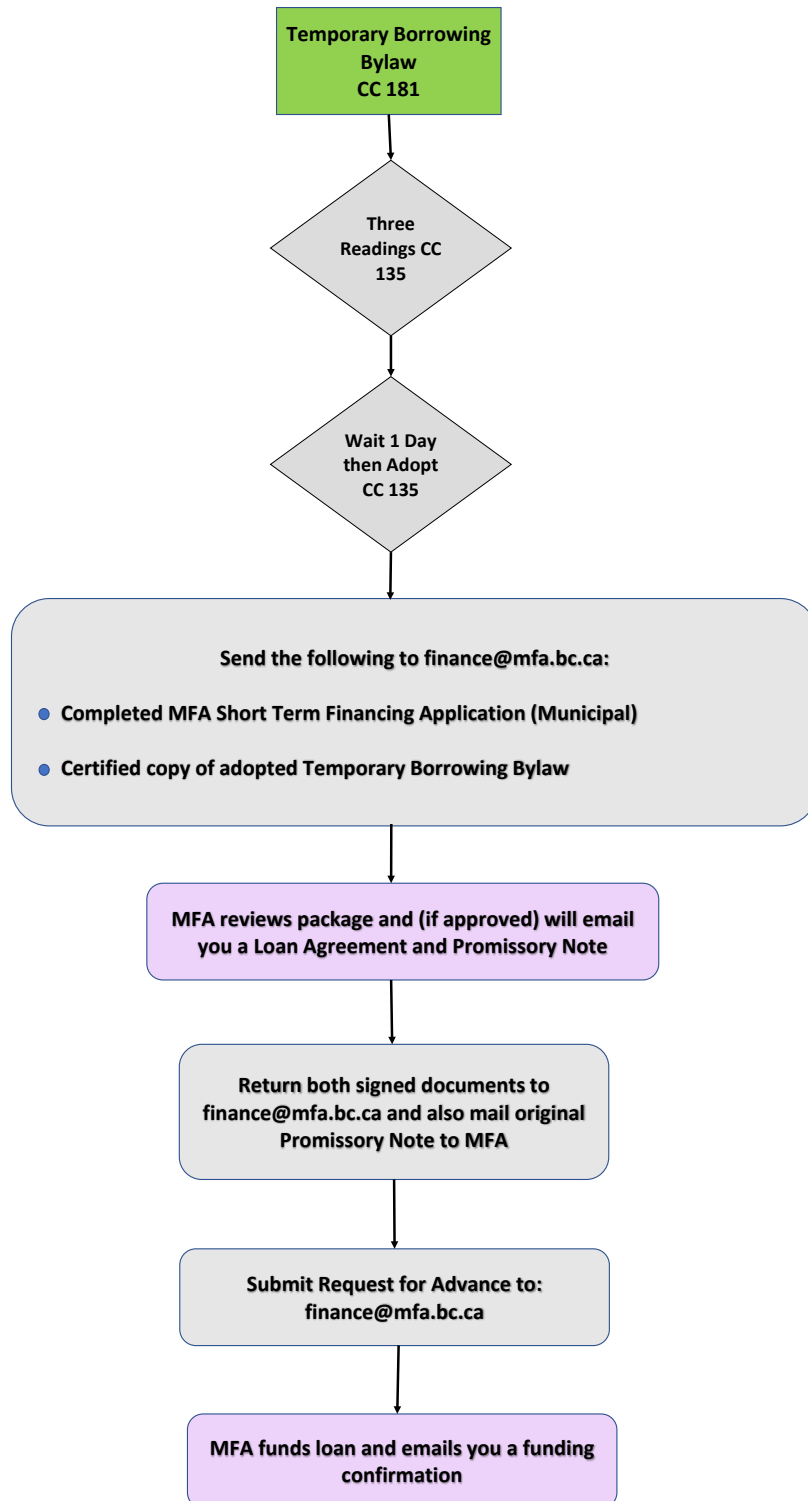 Temporary Borrowing
Bylaw
CC 181
Three
Readings CC
135
Wait 1 Day
then Adopt
CC 135
Send the following to finance@mfa.bc.ca:
Completed MFA Short Term Financing Application (Municipal)
Certified copy of adopted Temporary Borrowing Bylaw
MFA reviews package and (if approved) will email
you a Loan Agreement and Promissory Note
Return both signed documents to
finance@mfa.bc.ca and also mail original
Promissory Note to MFA
Submit Request for Advance to:
finance@mfa.bc.ca
MFA funds loan and emails you a funding
confirmation